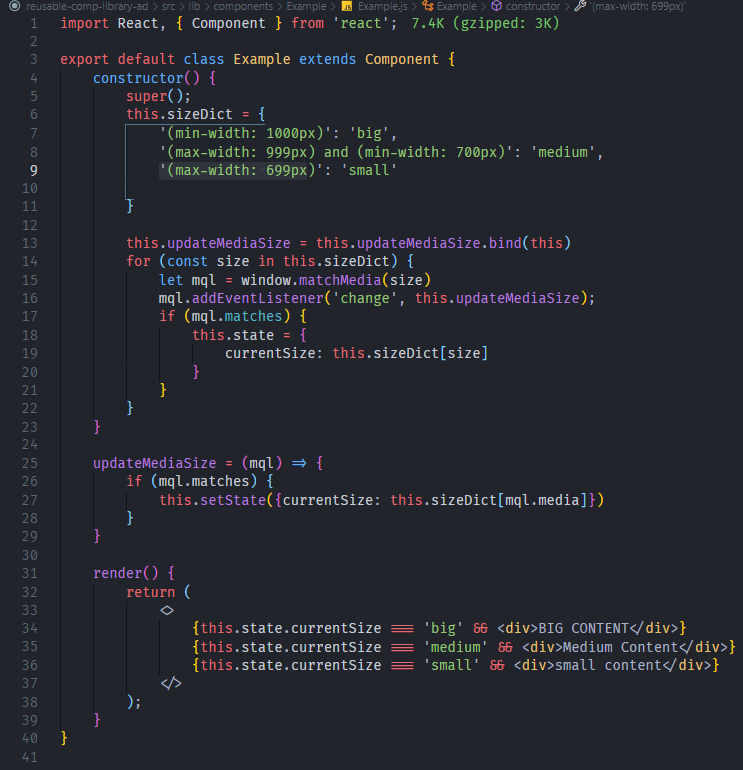 reusable-comp-library-ad > src > lib > components > Example > JS Example.js > Example > constructor > '(max-width: 699px)'
1 import React, { Component } from 'react'; 7.4K (gzipped: 3K)
2
3 export default class Example extends Component {
4 constructor() {
5 super();
6 this.sizeDict = {
7 '(min-width: 1000px)': 'big',
8 '(max-width: 999px) and (min-width: 700px)': 'medium',
9 '(max-width: 699px)': 'small'
10
11 }
12
13 this.updateMediaSize = this.updateMediaSize.bind(this)
14 for (const size in this.sizeDict) {
15 let mql = window.matchMedia(size)
16 mql.addEventListener('change', this.updateMediaSize);
17 if (mql.matches) {
18 this.state = {
19 currentSize: this.sizeDict[size]
20 }
21 }
22 }
23 }
24
25 updateMediaSize = (mql) => {
26 if (mql.matches) {
27 this.setState({currentSize: this.sizeDict[mql.media]})
28 }
29 }
30
31 render() {
32 return (
33 <>
34 {this.state.currentSize === 'big' && <div>BIG CONTENT</div>}
35 {this.state.currentSize === 'medium' && <div>Medium Content</div>}
36 {this.state.currentSize === 'small' && <div>small content</div>}
37 </>
38 );
39 }
40 }
41